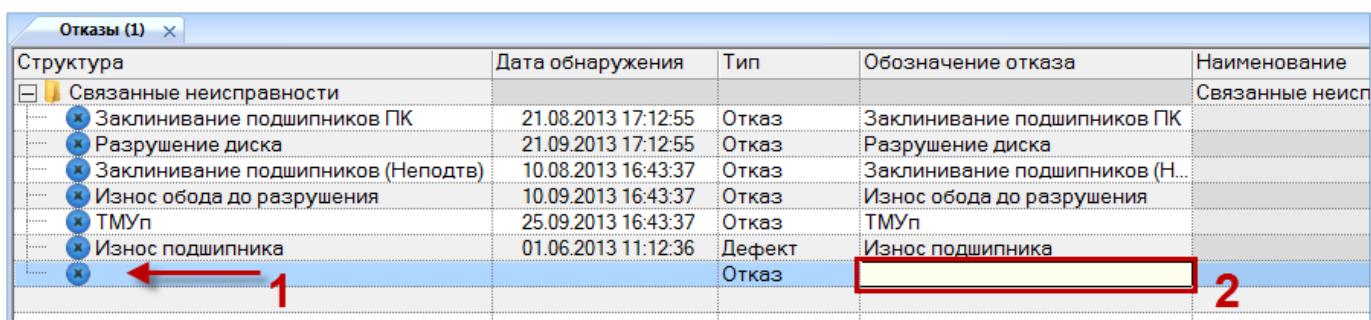 Отказы (1)
Структура Дата обнаружения Тип Обозначение отказа Наименование
Связанные неисправности Связанные неисп
Заклинивание подшипников ПК 21.08.2013 17:12:55 Отказ Заклинивание подшипников ПК
Разрушение диска 21.09.2013 17:12:55 Отказ Разрушение диска
Заклинивание подшипников (Неподтв) 10.08.2013 16:43:37 Отказ Заклинивание подшипников (Н...
Износ обода до разрушения 10.09.2013 16:43:37 Отказ Износ обода до разрушения
ТМУп 25.09.2013 16:43:37 Отказ ТМУп
Износ подшипника 01.06.2013 11:12:36 Дефект Износ подшипника
Отказ
1 2